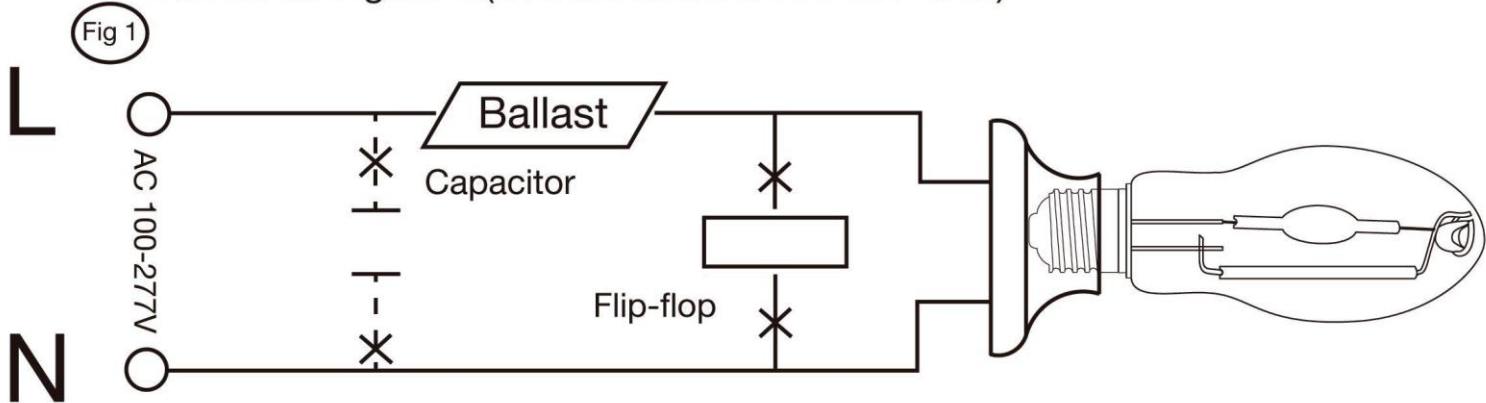 Fig 1
L
Ballast
Capacitor
AC 100-277V
Flip-flop
N